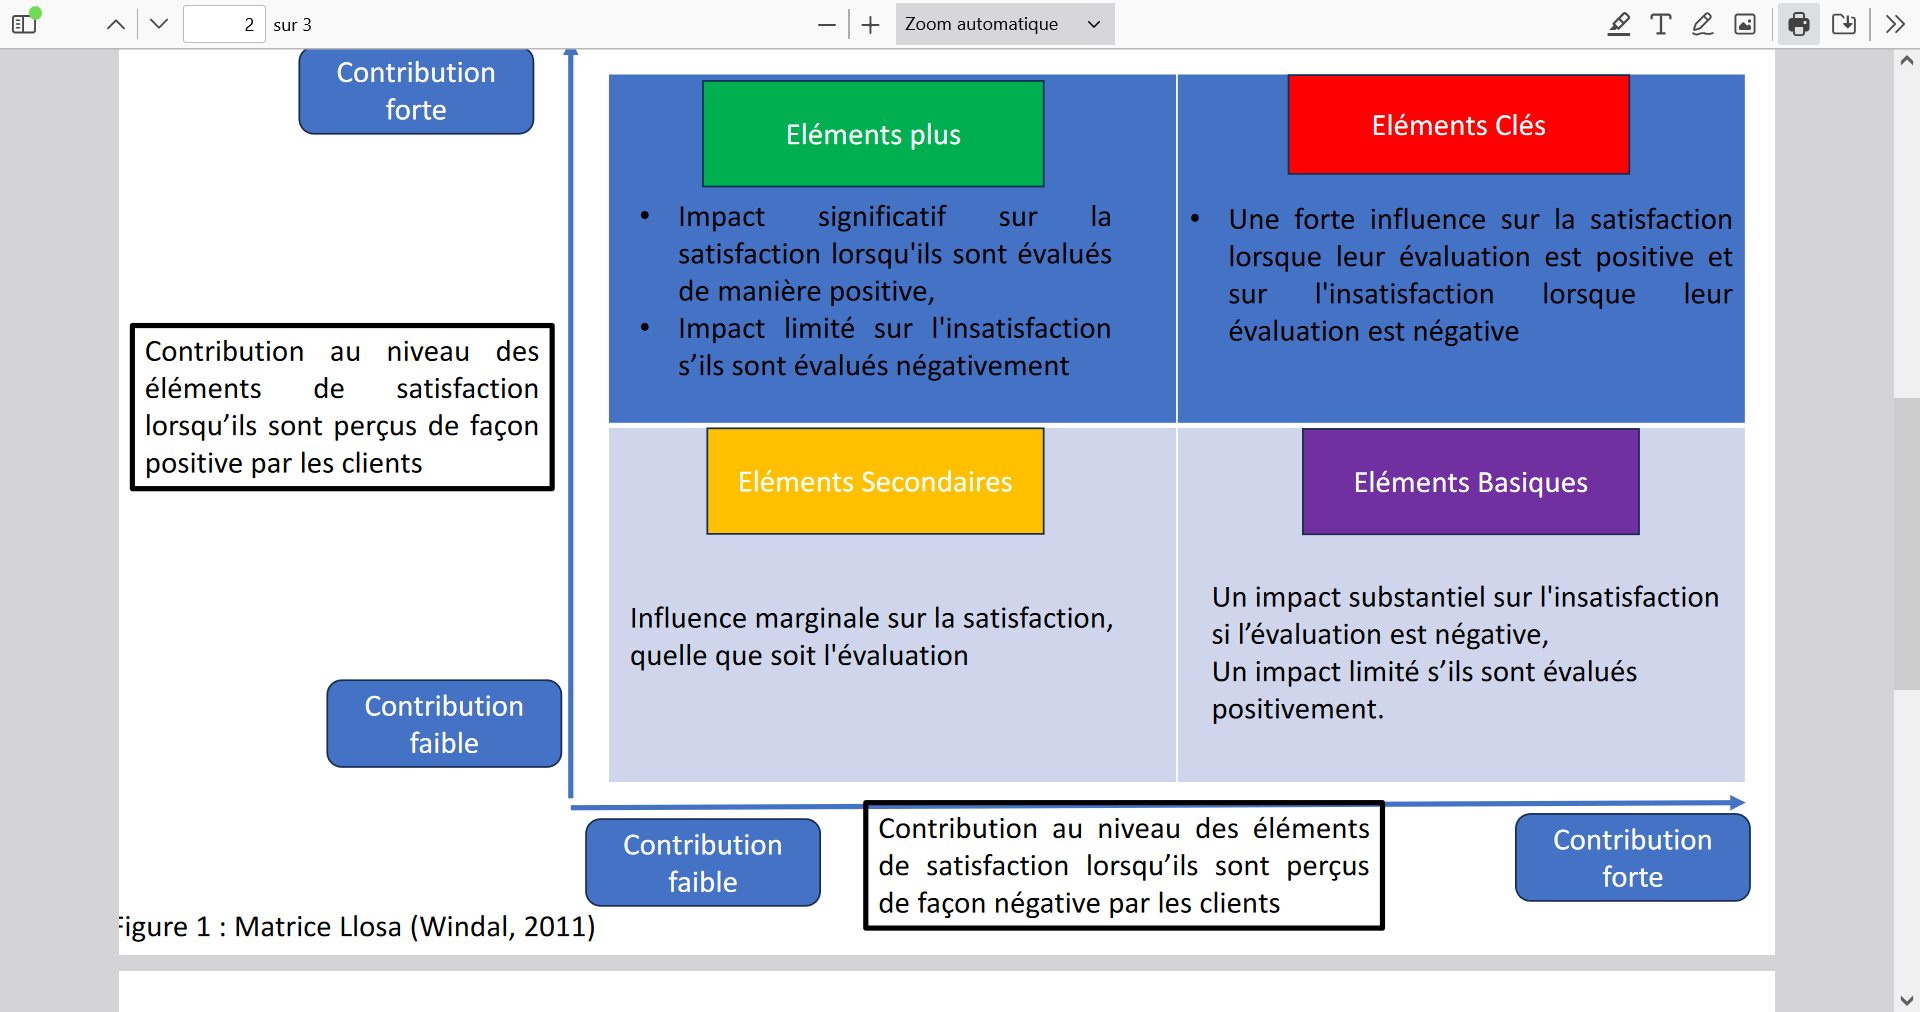 2 sur 3
Zoom automatique
Contribution
forte
Eléments plus
Eléments Clés
• Impact significatif sur la
satisfaction lorsqu'ils sont évalués
de manière positive,
• Impact limité sur l'insatisfaction
s’ils sont évalués négativement
• Une forte influence sur la satisfaction
lorsque leur évaluation est positive et
sur l'insatisfaction lorsque leur
évaluation est négative
Contribution au niveau des
éléments de satisfaction
lorsqu’ils sont perçus de façon
positive par les clients
Eléments Secondaires
Eléments Basiques
Influence marginale sur la satisfaction,
quelle que soit l'évaluation
Un impact substantiel sur l'insatisfaction
si l’évaluation est négative,
Un impact limité s’ils sont évalués
positivement.
Contribution
faible
Contribution
faible
Contribution au niveau des éléments
de satisfaction lorsqu’ils sont perçus
de façon négative par les clients
Contribution
forte
Figure 1 : Matrice Llosa (Windal, 2011)